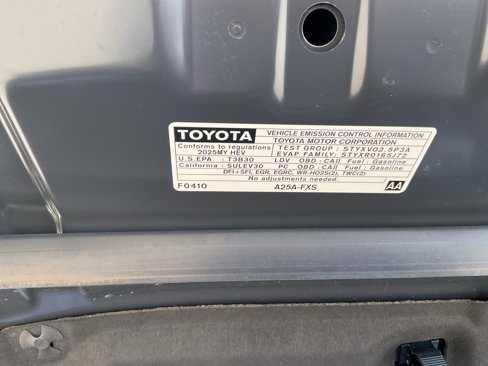 TOYOTA VEHICLE EMISSION CONTROL INFORMATION
TOYOTA MOTOR CORPORATION
Conforms to regulations TEST GROUP : STYXV02.5P3A
EV 2025MY HEV EVAP FAMILY: STYXR0165J72
U.S.EPA : T3B30 LDV OBD : CAII Fuel : Gasoline
California : SULEV30 PC OBD : CAII Fuel : Gasoline
DFI+SFI, EGR, EGRC, WR-HO2S(2), TWC(2)
No adjustments needed.
F0410 A25A-FXS AA